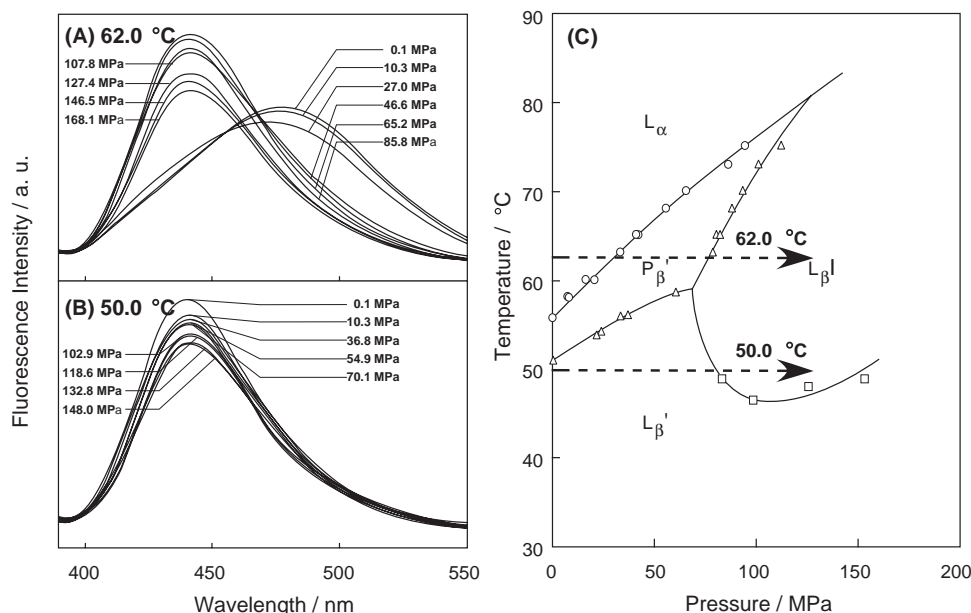 (A) 62.0 °C
107.8 MPa
127.4 MPa
146.5 MPa
168.1 MPa
0.1 MPa
10.3 MPa
27.0 MPa
46.6 MPa
65.2 MPa
85.8 MPa
(B) 50.0 °C
102.9 MPa
118.6 MPa
132.8 MPa
148.0 MPa
0.1 MPa
10.3 MPa
36.8 MPa
54.9 MPa
70.1 MPa
Fluorescence Intensity / a. u.
400 450 500 550
Wavelength / nm
(C)
90
80
70
60
50
40
30
Temperature / °C
Lα
62.0 °C
Pβ'
LβI
50.0 °C
Lβ'
0 50 100 150 200
Pressure / MPa